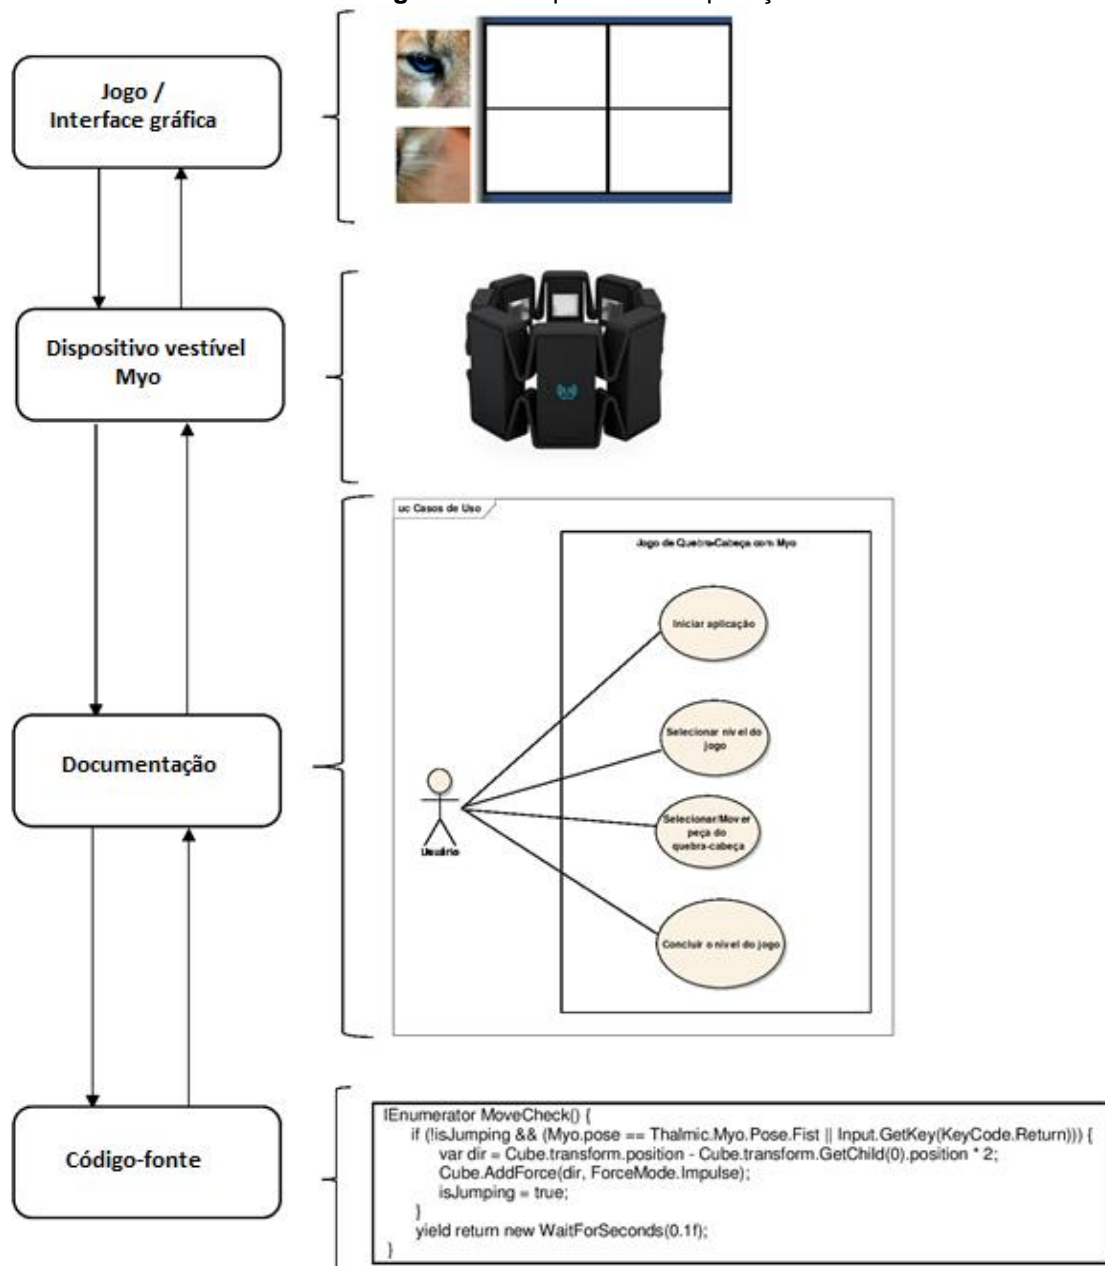 Jogo /
Interface gráfica
Dispositivo vestível
Myo
uc Casos de Uso
Jogo de Quebra-Cabeça com Myo
Iniciar aplicação
Selecionar nível do
jogo
Selecionar/Mover
peça do
quebra-cabeça
Usuário
Concluir o nível do jogo
Documentação
Código-fonte
IEnumerator MoveCheck() {
if (!isJumping && (Myo.pose == Thalmic.Myo.Pose.Fist || Input.GetKey(KeyCode.Return))) {
var dir = Cube.transform.position - Cube.transform.GetChild(0).position * 2;
Cube.AddForce(dir, ForceMode.Impulse);
isJumping = true;
}
yield return new WaitForSeconds(0.1f);
}